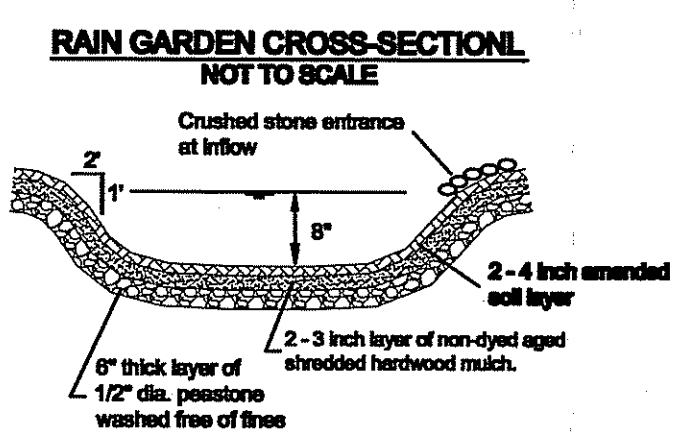 RAIN GARDEN CROSS-SECTIONL
NOT TO SCALE
Crushed stone entrance
at inflow
2'
1'
8"
2 - 4 inch amended
soil layer
2 - 3 inch layer of non-dyed aged
shredded hardwood mulch.
6" thick layer of
1/2" dia. peastone
washed free of fines